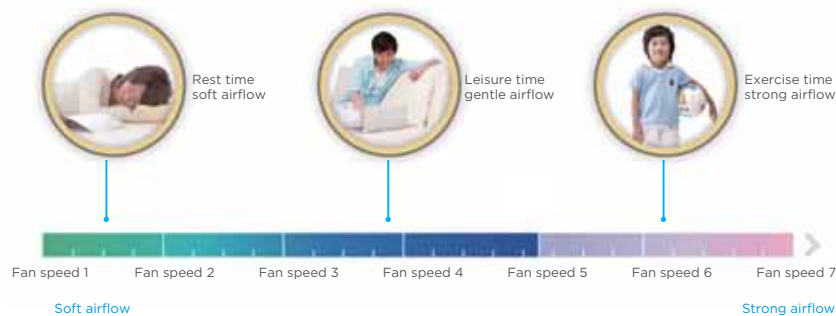 Rest time
soft airflow
Leisure time
gentle airflow
Exercise time
strong airflow
Fan speed 1
Fan speed 2
Fan speed 3
Fan speed 4
Fan speed 5
Fan speed 6
Fan speed 7
Soft airflow
Strong airflow